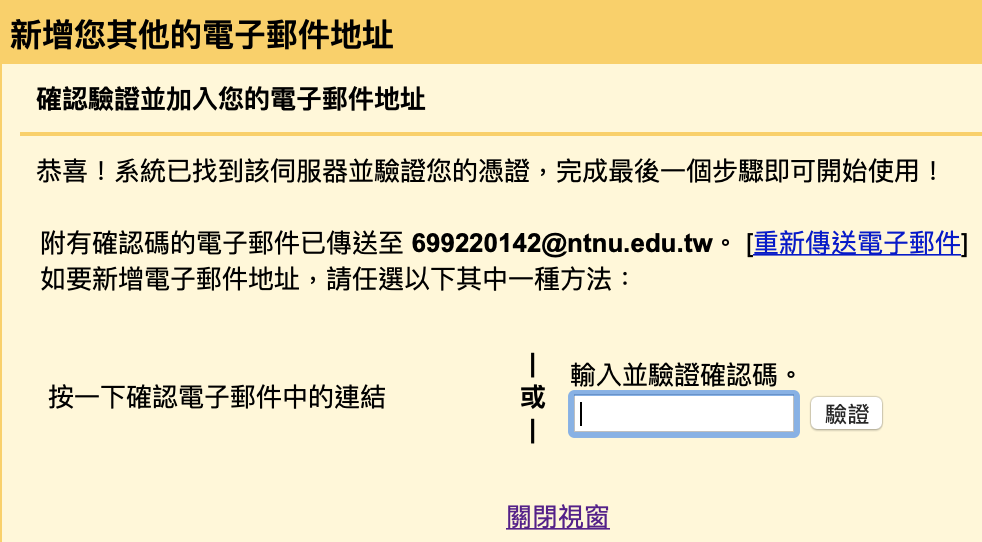 新增您其他的電子郵件地址
確認驗證並加入您的電子郵件地址
恭喜！系統已找到該伺服器並驗證您的憑證，完成最後一個步驟即可開始使用！
附有確認碼的電子郵件已傳送至 699220142@ntnu.edu.tw。 [重新傳送電子郵件]
如要新增電子郵件地址，請任選以下其中一種方法：
按一下確認電子郵件中的連結
|
或
|
輸入並驗證確認碼。
驗證
關閉視窗